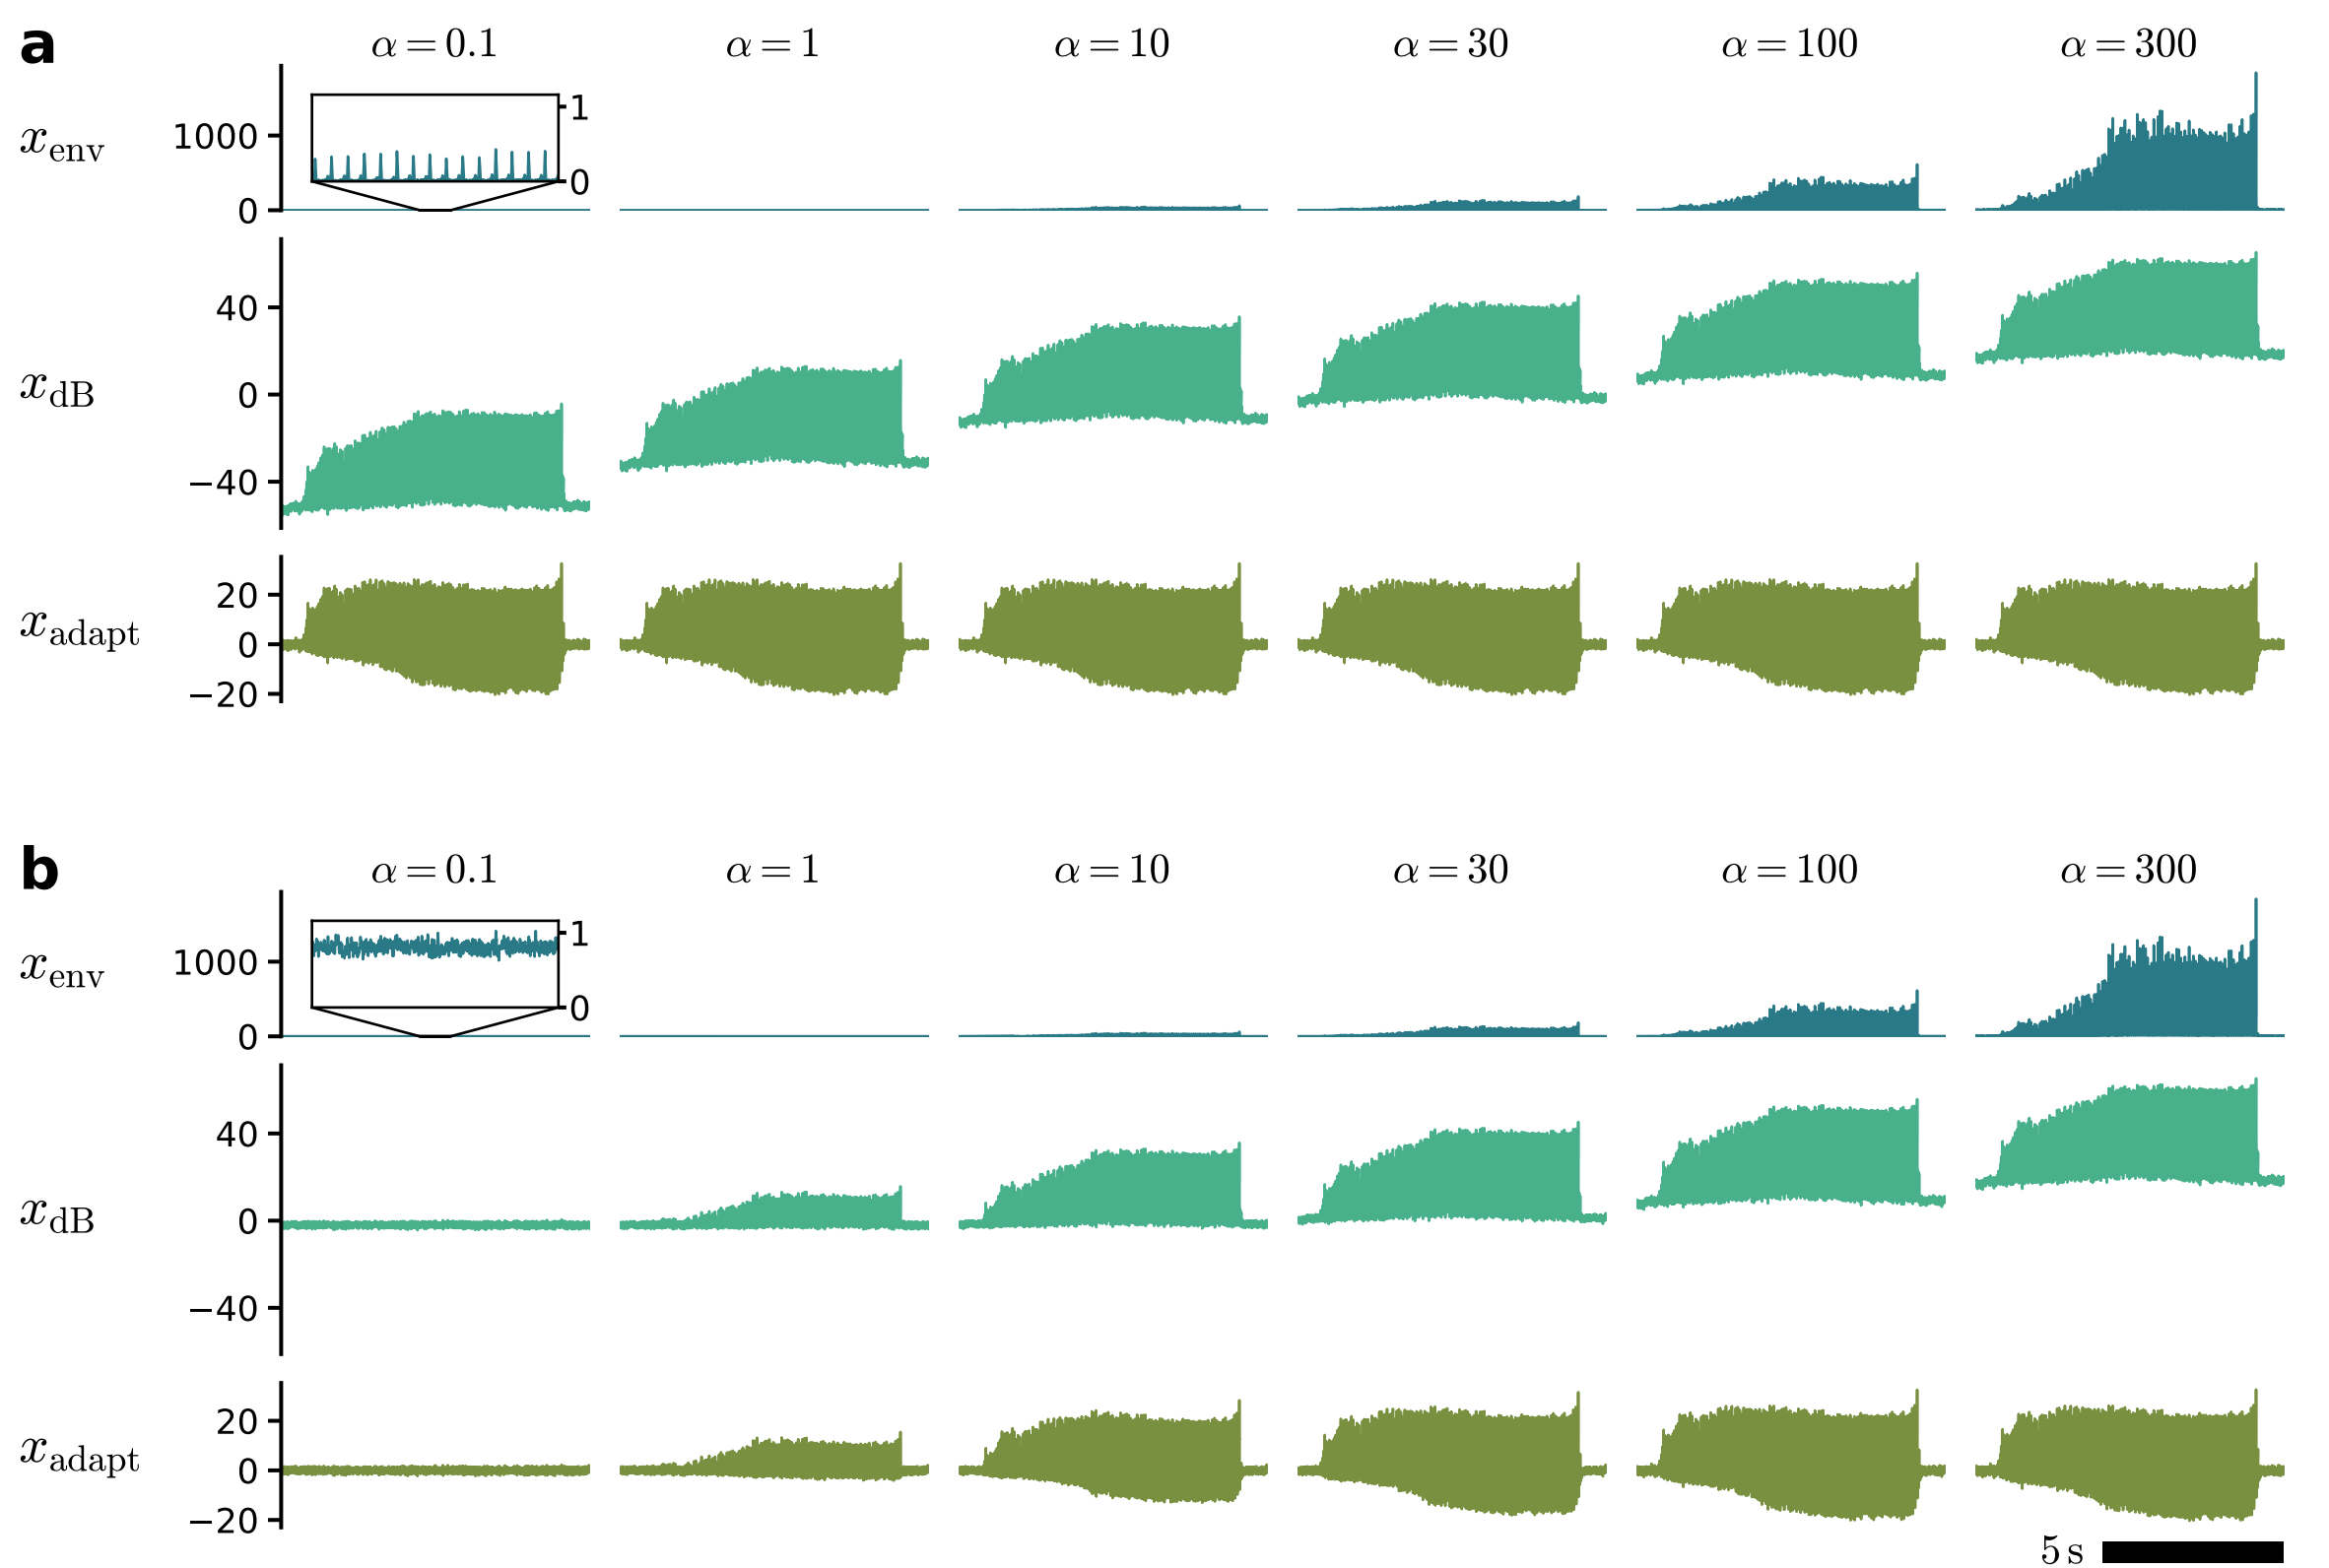 a
α = 0.1 α = 1 α = 10 α = 30 α = 100 α = 300
x_env 1000 0 1 0
x_dB 40 0 −40
x_adapt 20 0 −20
b
α = 0.1 α = 1 α = 10 α = 30 α = 100 α = 300
x_env 1000 0 1 0
x_dB 40 0 −40
x_adapt 20 0 −20
5 s